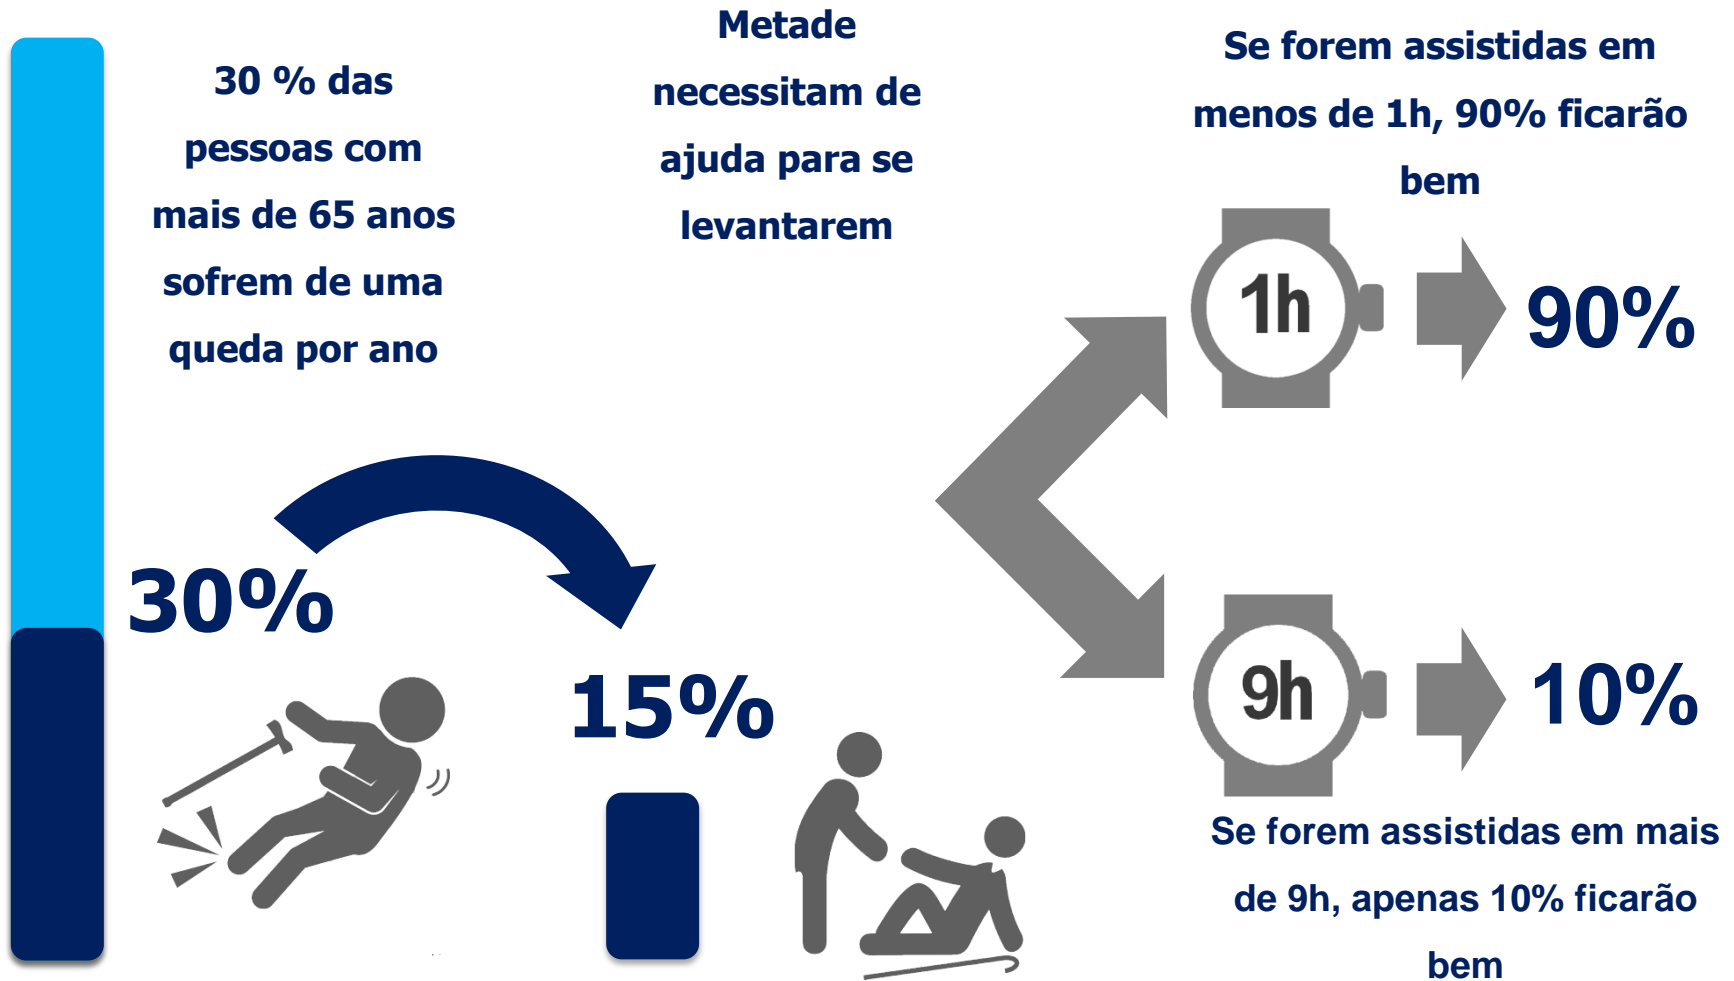 30 % das
pessoas com
mais de 65 anos
sofrem de uma
queda por ano
30%
Metade
necessitam de
ajuda para se
levantarem
15%
Se forem assistidas em
menos de 1h, 90% ficarão
bem
1h
90%
9h
10%
Se forem assistidas em mais
de 9h, apenas 10% ficarão
bem